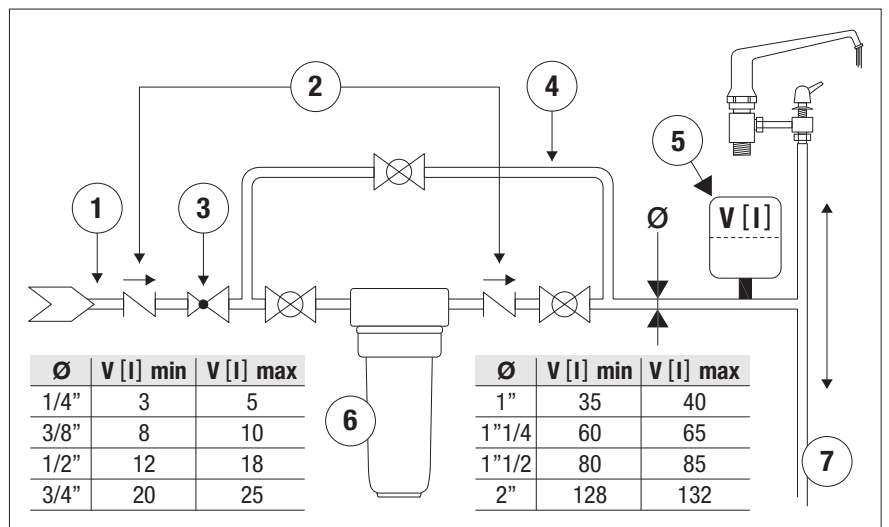 2
4
5
1
3
Ø
V [l]
Ø V [l] min V [l] max
1/4” 3 5
3/8” 8 10
1/2” 12 18
3/4” 20 25
6
Ø V [l] min V [l] max
1” 35 40
1”1/4 60 65
1”1/2 80 85
2” 128 132
7